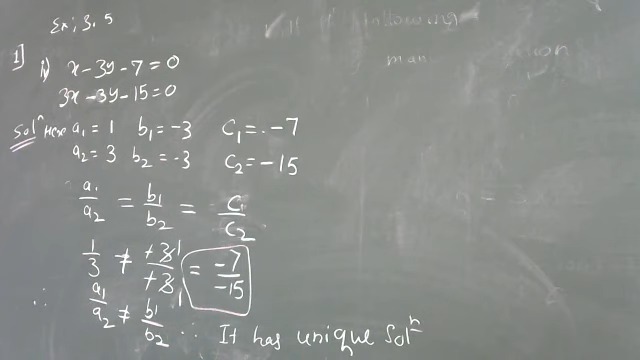 Ex; 3.5
1] i) x - 3y - 7 = 0
3x - 3y - 15 = 0
Solⁿ Here a₁ = 1 b₁ = -3 C₁ = -7
a₂ = 3 b₂ = -3 C₂ = -15
a₁/a₂ = b₁/b₂ = C₁/C₂
1/3 ≠ +3 1/+3 1 = -7/-15
∴ a₁/a₂ ≠ b₁/b₂ ∴ It has unique Solⁿ